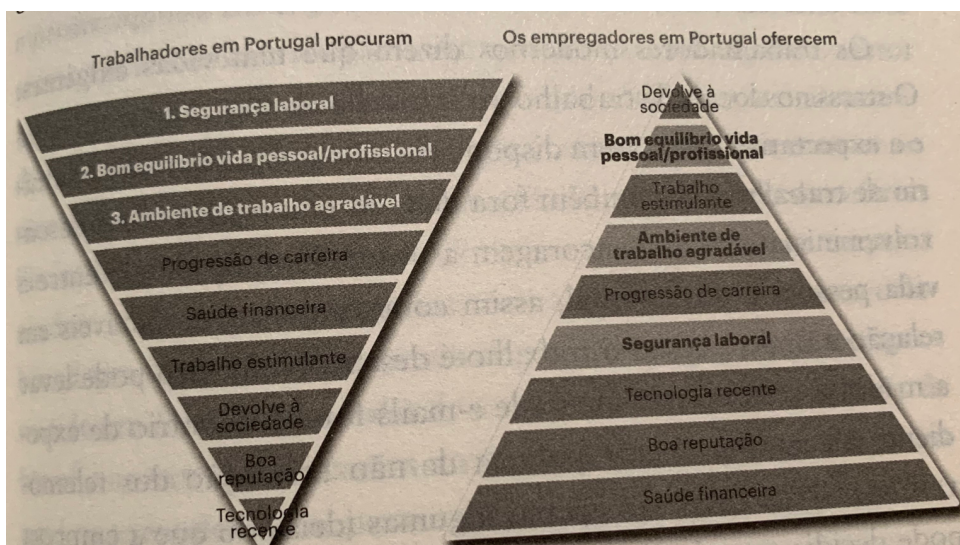 Trabalhadores em Portugal procuram
1. Segurança laboral
2. Bom equilíbrio vida pessoal/profissional
3. Ambiente de trabalho agradável
Progressão de carreira
Saúde financeira
Trabalho estimulante
Devolve à
sociedade
Boa
reputação
Tecnologia
recente
Os empregadores em Portugal oferecem
Devolve à
sociedade
Bom equilíbrio vida
pessoal/profissional
Trabalho
estimulante
Ambiente de
trabalho agradável
Progressão de carreira
Segurança laboral
Tecnologia recente
Boa reputação
Saúde financeira